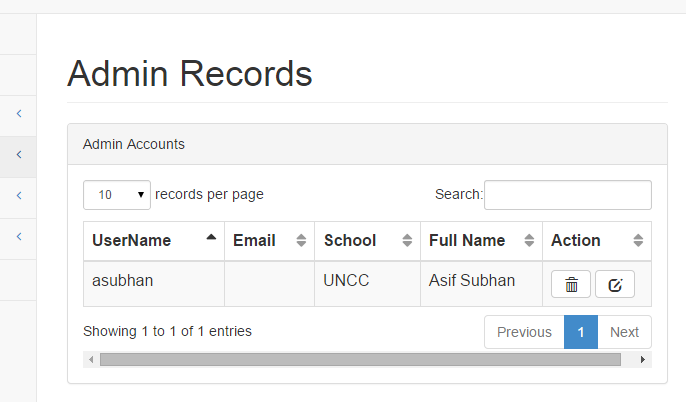 Admin Records
Admin Accounts
10 records per page Search:
UserName Email School Full Name Action
asubhan UNCC Asif Subhan
Showing 1 to 1 of 1 entries Previous 1 Next